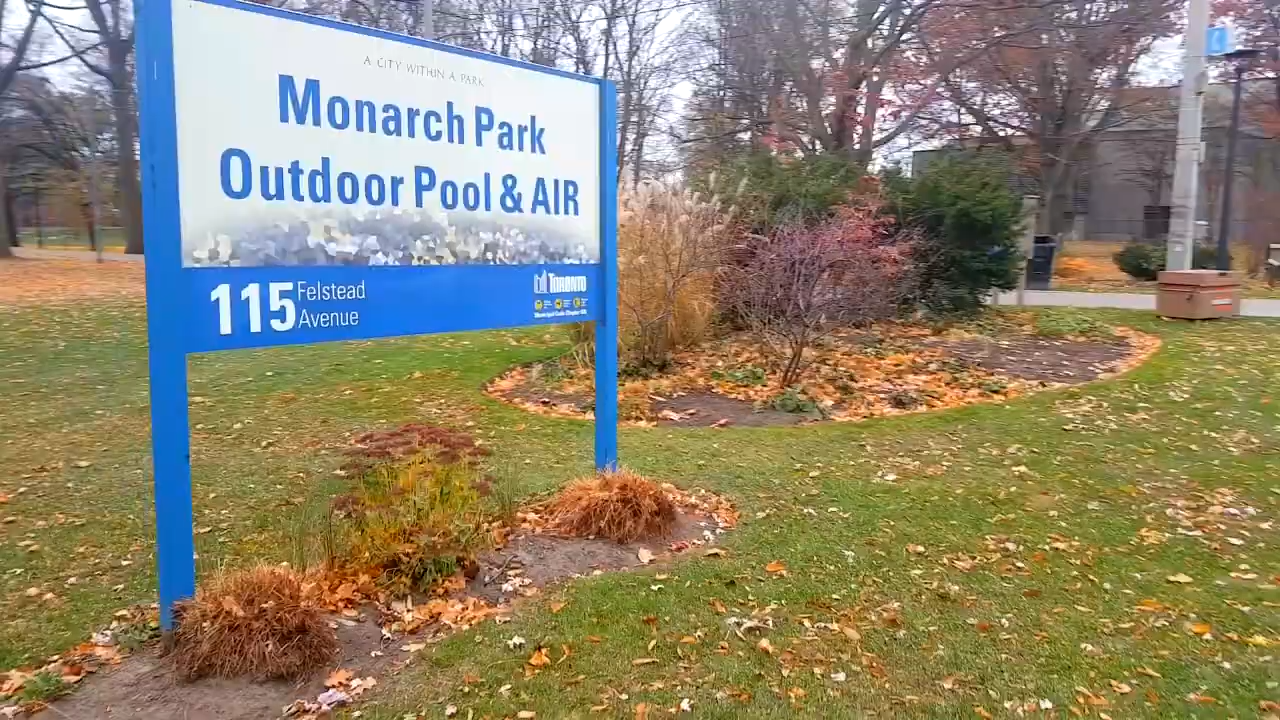 A CITY WITHIN A PARK
Monarch Park
Outdoor Pool & AIR
115 Felstead
Avenue
TORONTO